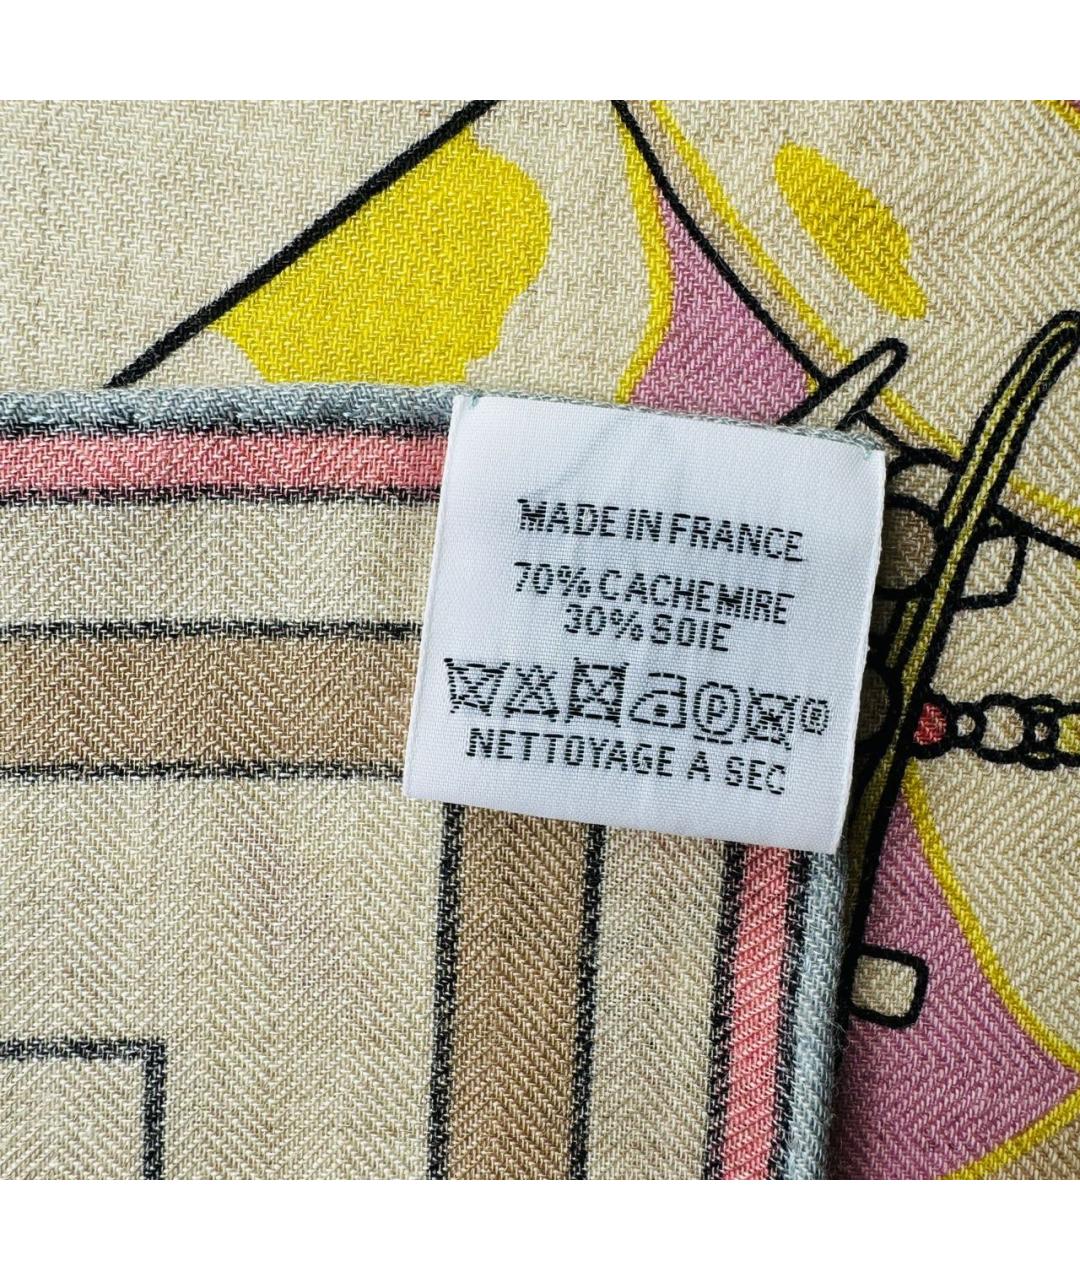 MADE IN FRANCE
70% CACHEMIRE
30% SOIE
P ®
NETTOYAGE A SEC